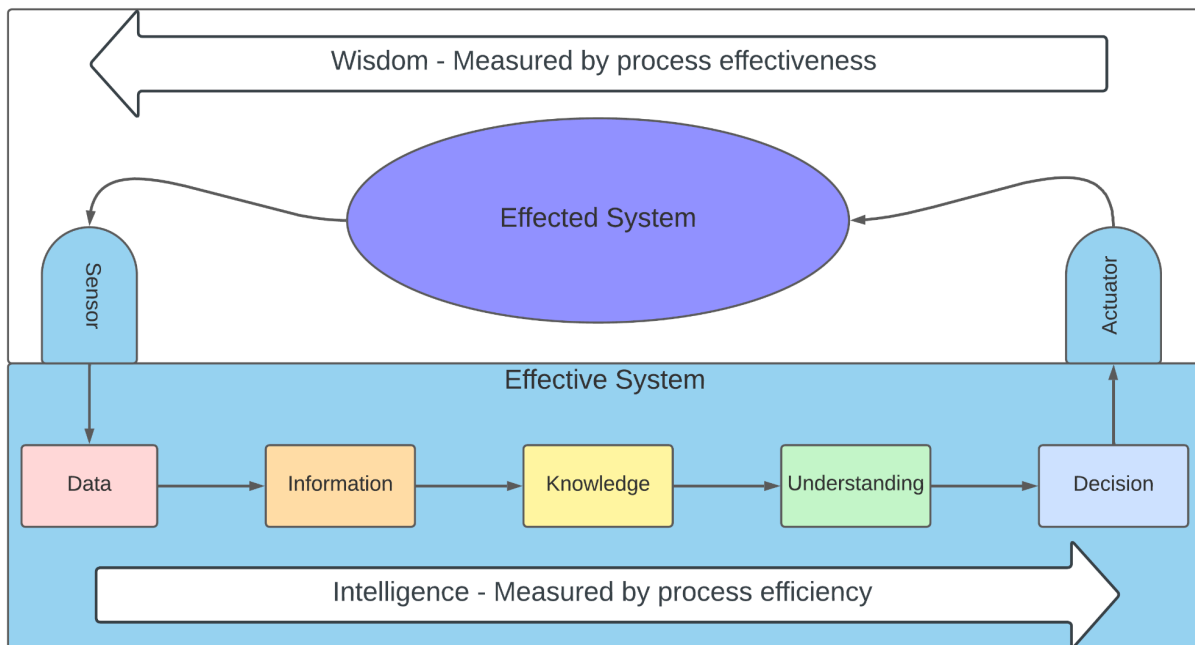 Wisdom - Measured by process effectiveness
Effected System
Sensor
Actuator
Effective System
Data
Information
Knowledge
Understanding
Decision
Intelligence - Measured by process efficiency